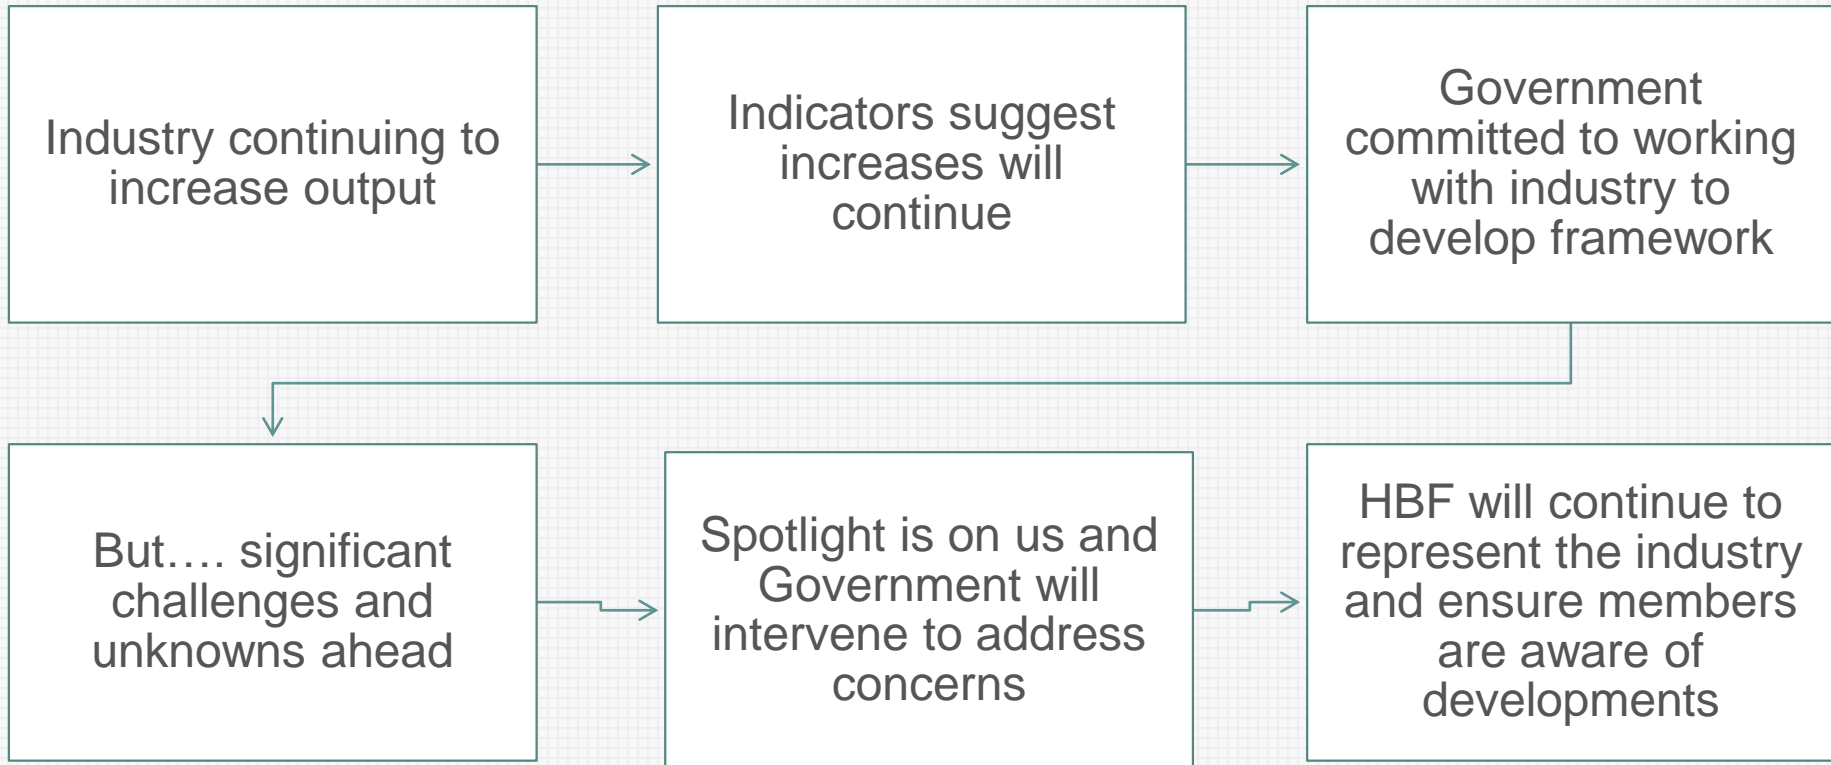 Industry continuing to
increase output
Indicators suggest
increases will
continue
Government
committed to working
with industry to
develop framework
But.... significant
challenges and
unknowns ahead
Spotlight is on us and
Government will
intervene to address
concerns
HBF will continue to
represent the industry
and ensure members
are aware of
developments